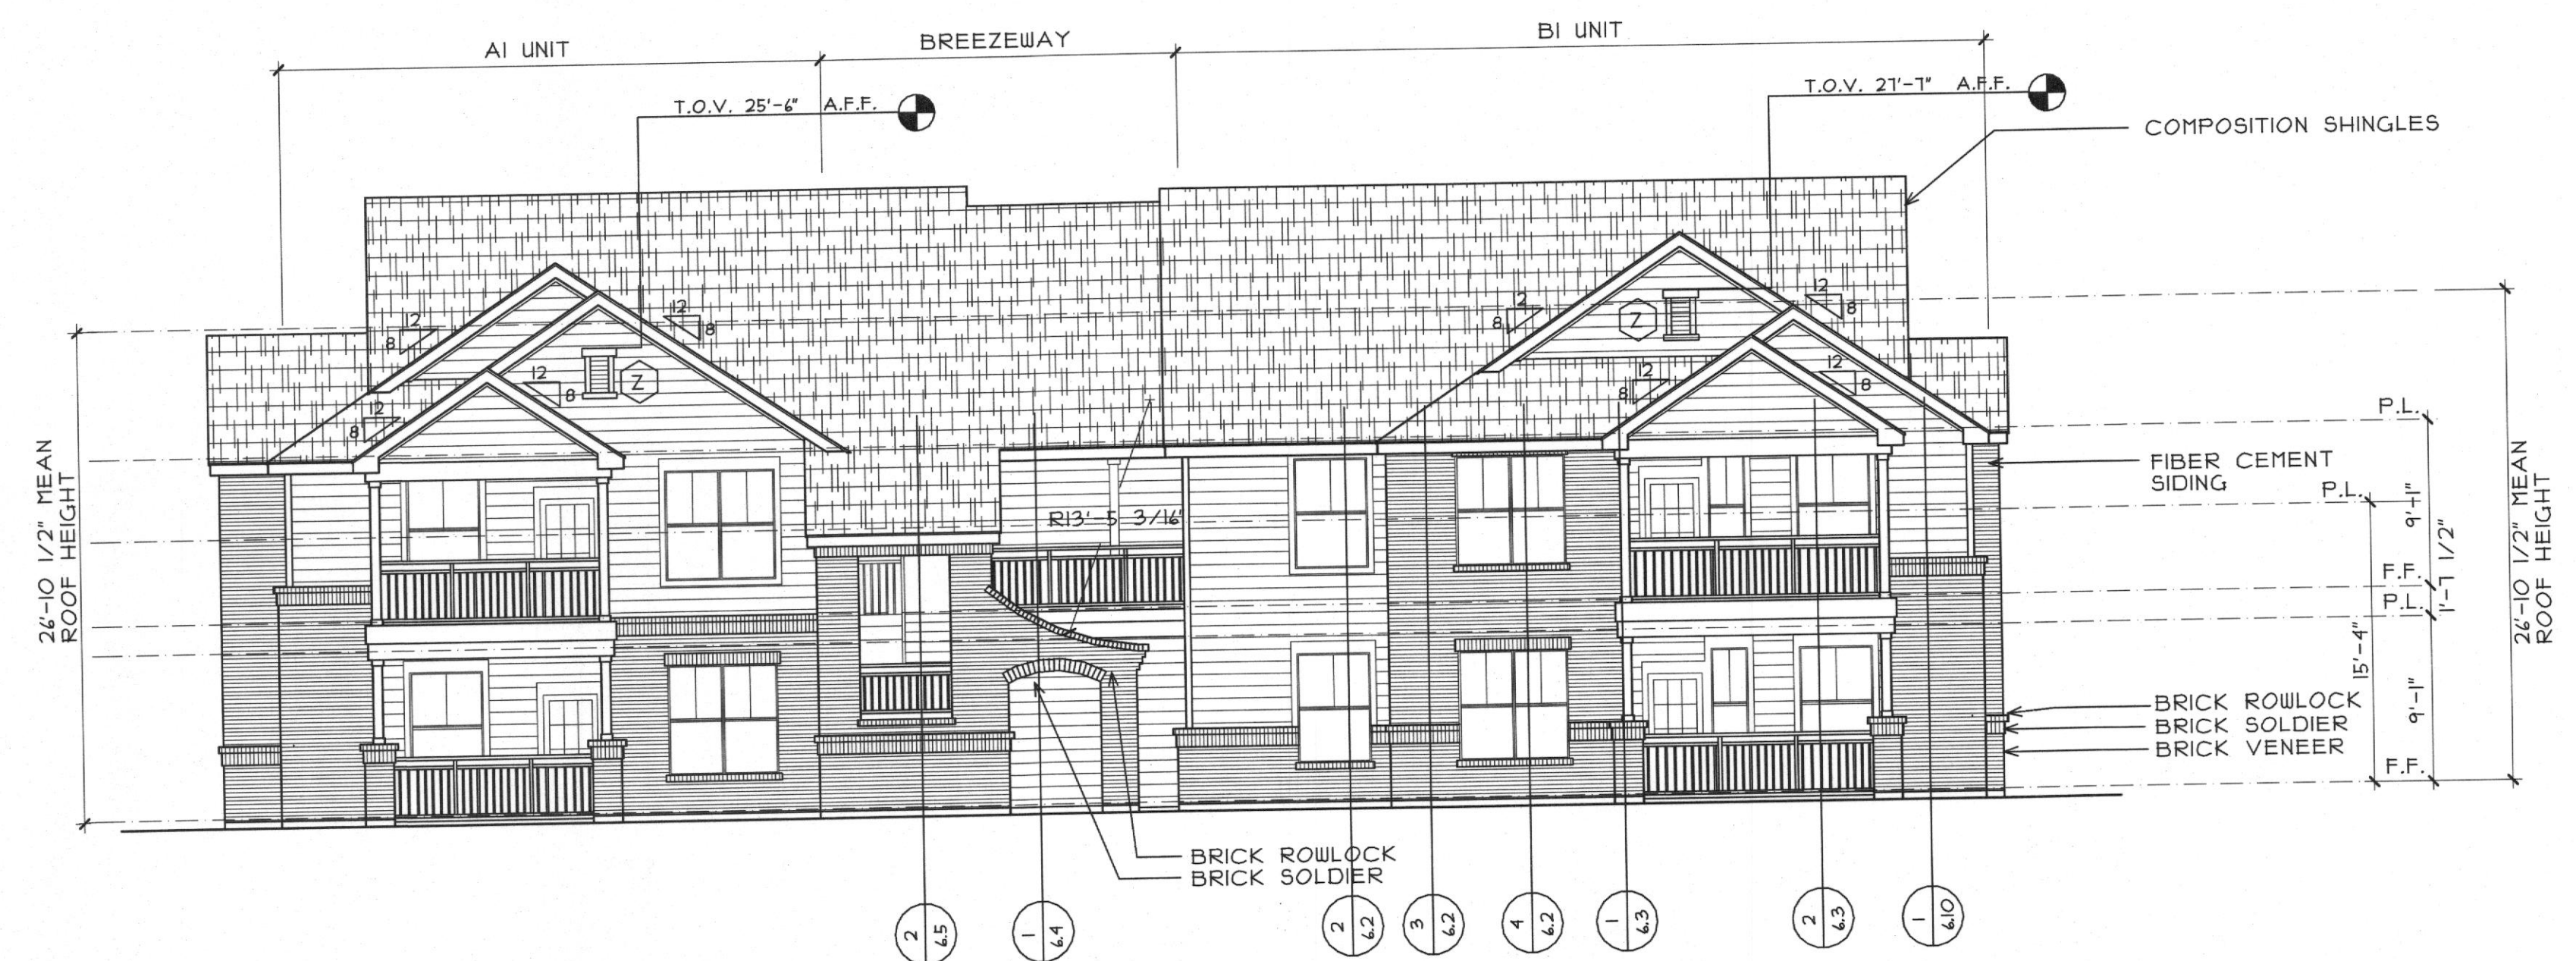 A1 UNIT
BREEZEWAY
B1 UNIT
T.O.V. 25'-6" A.F.F.
T.O.V. 27'-7" A.F.F.
COMPOSITION SHINGLES
12
8
12
8
12
8
12
8
Z
12
8
12
8
12
8
12
8
Z
26'-10 1/2" MEAN
ROOF HEIGHT
R13'-5 3/16"
P.L.
FIBER CEMENT
SIDING
P.L.
9'-1"
F.F.
P.L.
1'-7 1/2"
15'-4"
9'-1"
F.F.
26'-10 1/2" MEAN
ROOF HEIGHT
BRICK ROWLOCK
BRICK SOLDIER
BRICK VENEER
BRICK ROWLOCK
BRICK SOLDIER
2
6.5
1
6.4
2
6.2
3
6.2
4
6.2
1
6.3
2
6.3
1
6.10